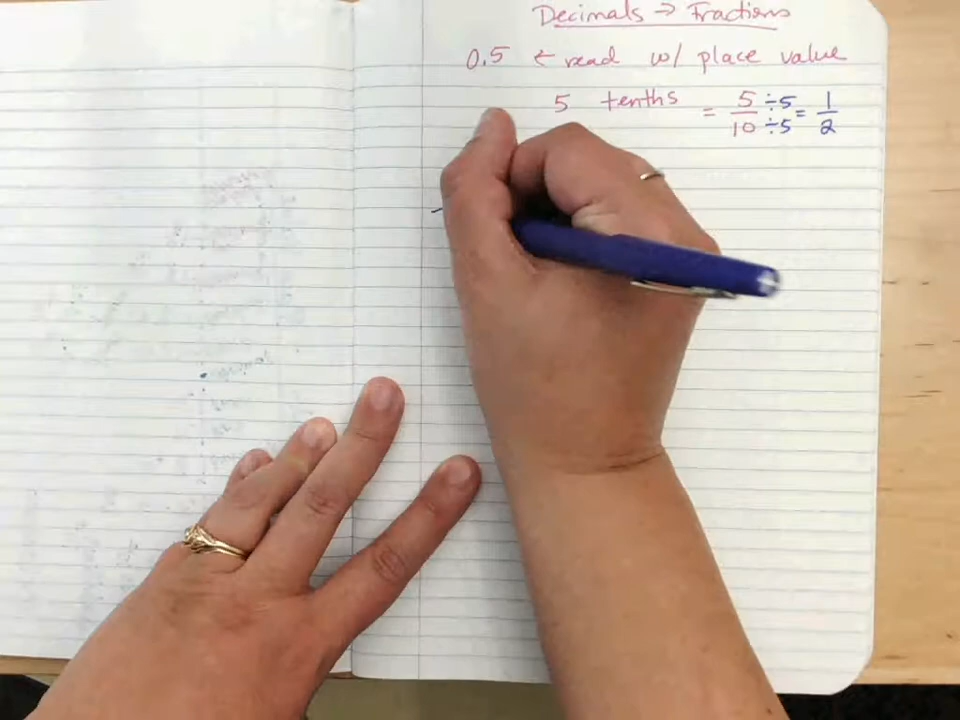 Decimals → Fractions
0.5 ← read w/ place value
5 tenths = 5/10 ÷5/÷5 = 1/2